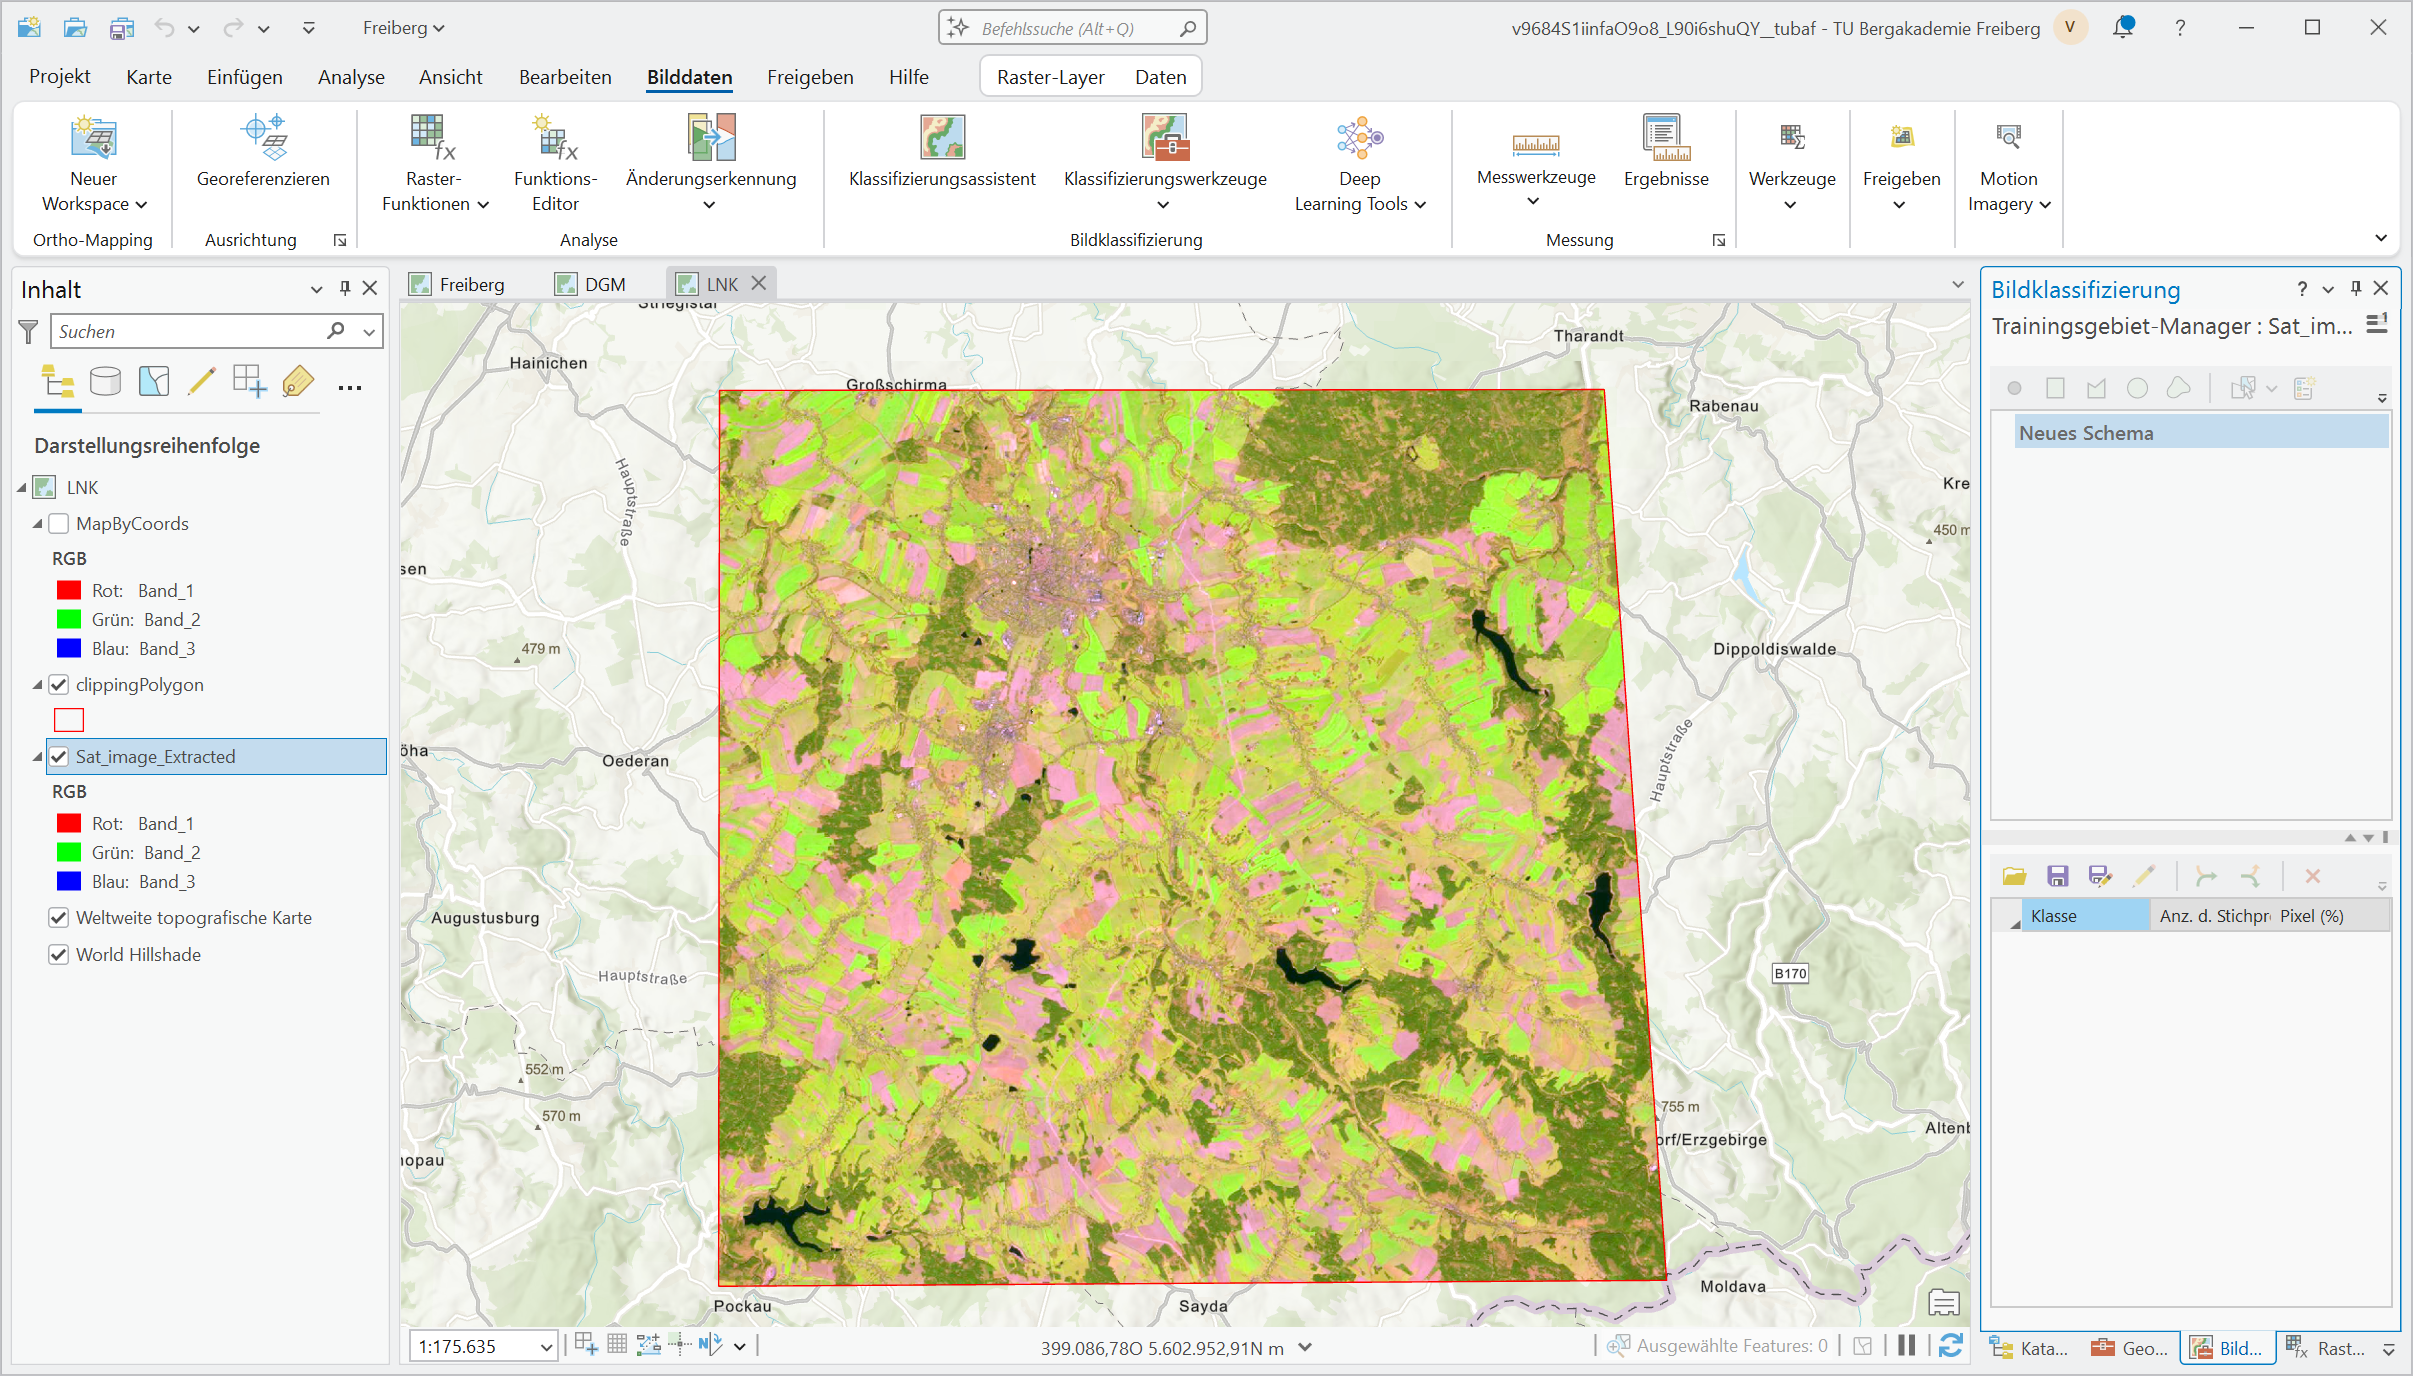 Freiberg
Befehlssuche (Alt+Q)
v9684S1iinfaO9o8_L90i6shuQY__tubaf - TU Bergakademie Freiberg
V
?
Projekt Karte Einfügen Analyse Ansicht Bearbeiten Bilddaten Freigeben Hilfe Raster-Layer Daten
Neuer Workspace
Georeferenzieren
Raster-Funktionen
Funktions-Editor
Änderungserkennung
Klassifizierungsassistent
Klassifizierungswerkzeuge
Deep Learning Tools
Messwerkzeuge
Ergebnisse
Werkzeuge
Freigeben
Motion Imagery
Ortho-Mapping
Ausrichtung
Analyse
Bildklassifizierung
Messung
Inhalt
Suchen
Darstellungsreihenfolge
LNK
MapByCoords
RGB
Rot: Band_1
Grün: Band_2
Blau: Band_3
clippingPolygon
Sat_image_Extracted
RGB
Rot: Band_1
Grün: Band_2
Blau: Band_3
Weltweite topografische Karte
World Hillshade
Freiberg DGM LNK
Striegistal
Tharandt
Hainichen
Großschirma
Rabenau
Hauptstraße
Kre
450 m
sen
479 m
Dippoldiswalde
öha
Oederan
Hauptstraße
Augustusburg
Hauptstraße
B170
552 m
570 m
755 m
orf/Erzgebirge
Altenb
nopau
Moldava
Pockau
Sayda
1:175.635
399.086,78O 5.602.952,91N m
Ausgewählte Features: 0
Bildklassifizierung
?
Trainingsgebiet-Manager : Sat_im...
1
Neues Schema
Klasse Anz. d. Stichpr Pixel (%)
Kata... Geo... Bild... Rast...